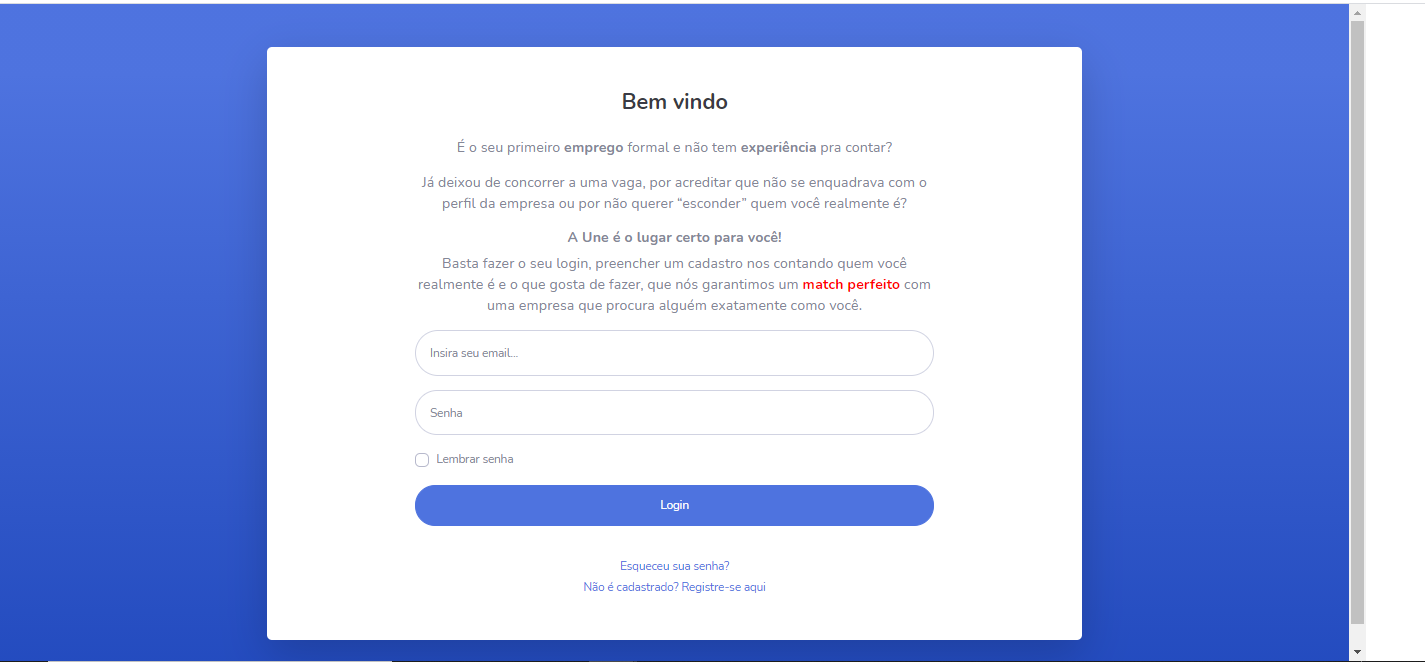 Bem vindo
É o seu primeiro emprego formal e não tem experiência pra contar?
Já deixou de concorrer a uma vaga, por acreditar que não se enquadrava com o
perfil da empresa ou por não querer “esconder” quem você realmente é?
A Une é o lugar certo para você!
Basta fazer o seu login, preencher um cadastro nos contando quem você
realmente é e o que gosta de fazer, que nós garantimos um match perfeito com
uma empresa que procura alguém exatamente como você.
Insira seu email...
Senha
Lembrar senha
Login
Esqueceu sua senha?
Não é cadastrado? Registre-se aqui